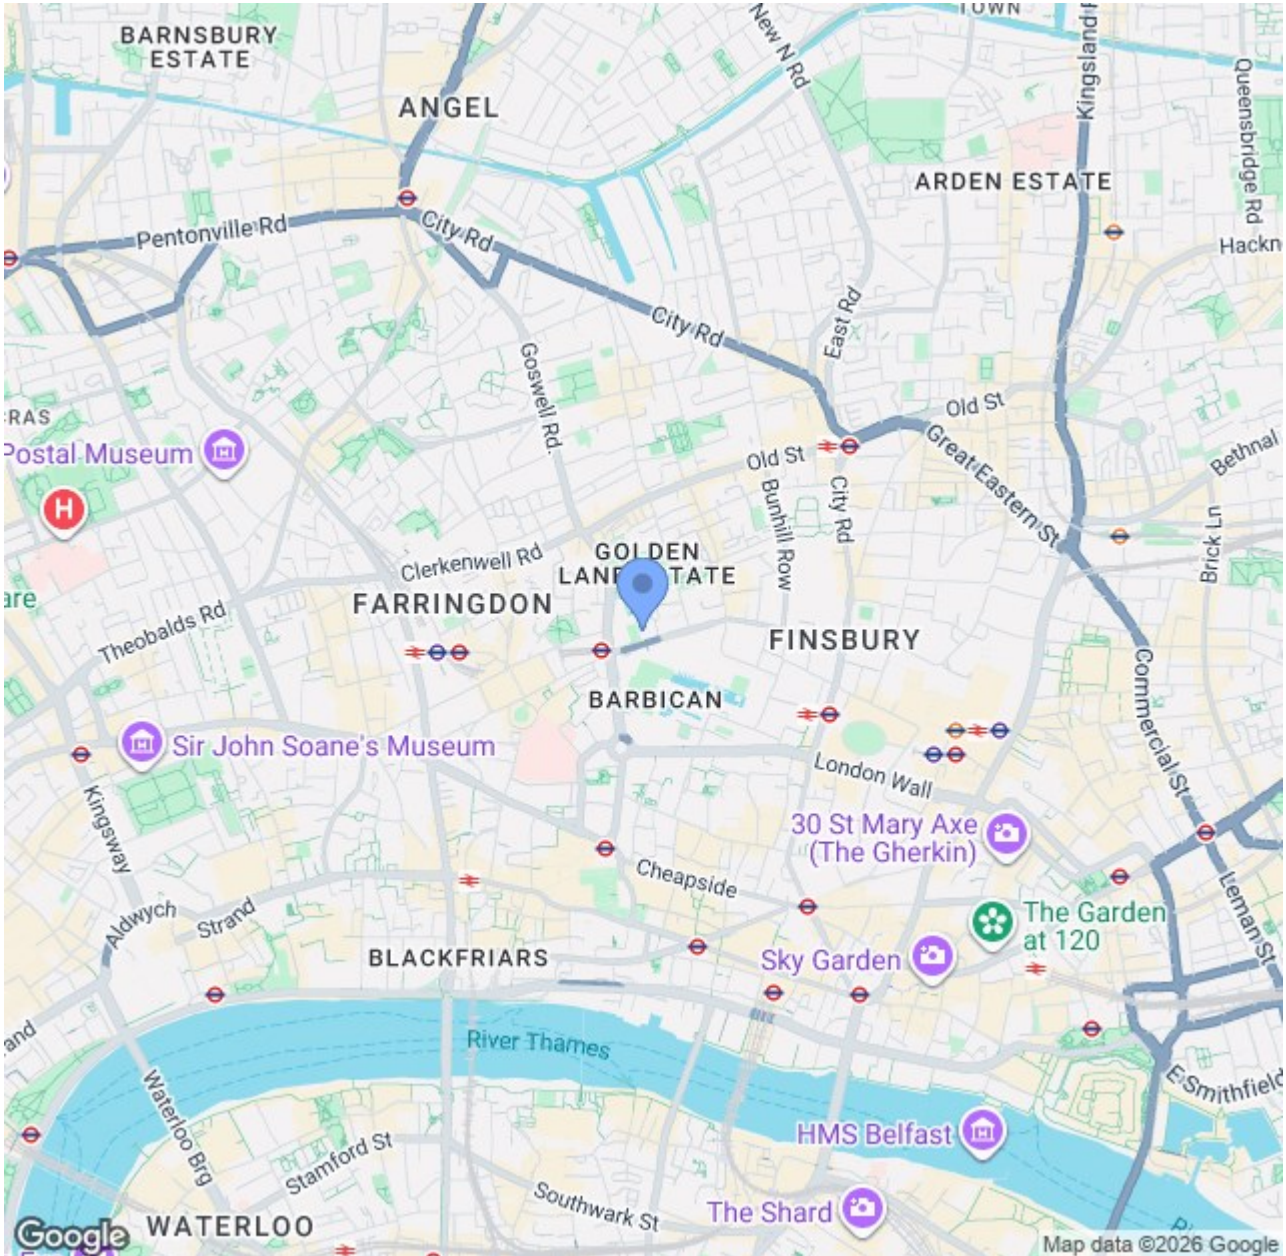 TOWN
BARNSBURY
ESTATE
New N Rd
Kingsland
Queensbridge Rd
ANGEL
ARDEN ESTATE
Pentonville Rd
City Rd
Hackn
City Rd
East Rd
Goswell Rd.
RAS
Old St
Postal Museum
Old St
Great Eastern St
Bethnal
H
Bunhill Row
City Rd
Brick Ln
GOLDEN
LANE ESTATE
Clerkenwell Rd
are
FARRINGDON
Theobalds Rd
FINSBURY
BARBICAN
Commercial St
Sir John Soane's Museum
London Wall
Kingsway
30 St Mary Axe
(The Gherkin)
Cheapside
Leman St
Aldwych
Strand
The Garden
at 120
BLACKFRIARS
Sky Garden
and
River Thames
E Smithfield
Waterloo Brg
HMS Belfast
Stamford St
Southwark St
The Shard
WATERLOO
Google
Map data ©2026 Google